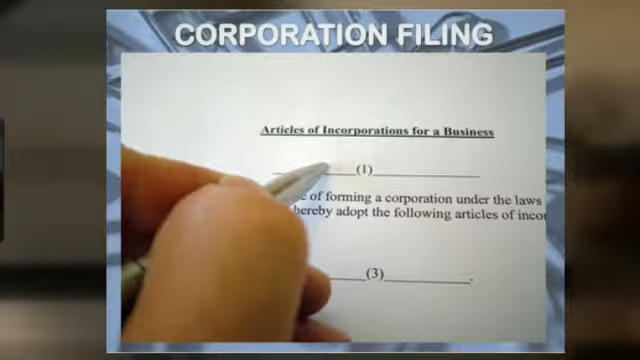 CORPORATION FILING
Articles of Incorporations for a Business
(1)
of forming a corporation under the laws
hereby adopt the following articles of
(3)